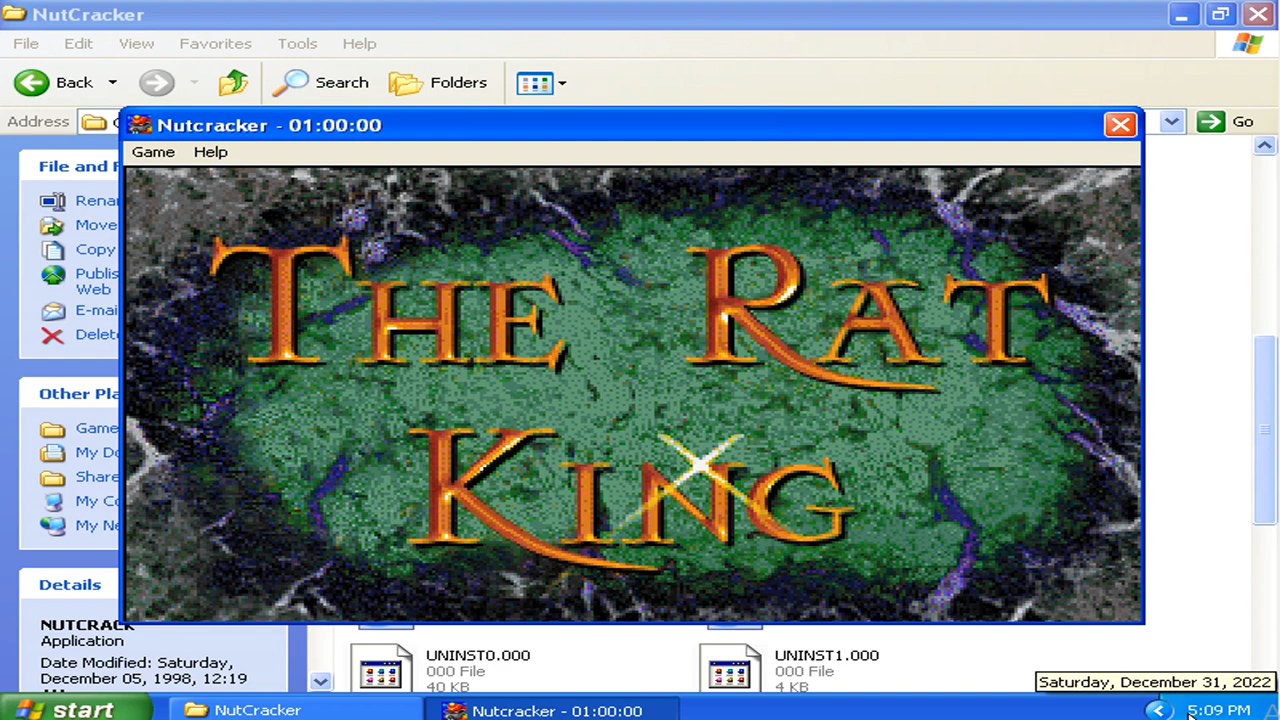 NutCracker
File Edit View Favorites Tools Help
Back Search Folders
Address Go
Nutcracker - 01:00:00
Game Help
File and F
Renar
Move
Copy
Publis
Web
E-mai
Delet
THE RAT
KING
Other Pla
Game
My Do
Share
My Co
My Ne
Details
NUTCRACK
Application
Date Modified: Saturday,
December 05, 1998, 12:19
UNINST0.000
000 File
40 KB
UNINST1.000
000 File
4 KB
Saturday, December 31, 2022
start NutCracker Nutcracker - 01:00:00 5:09 PM